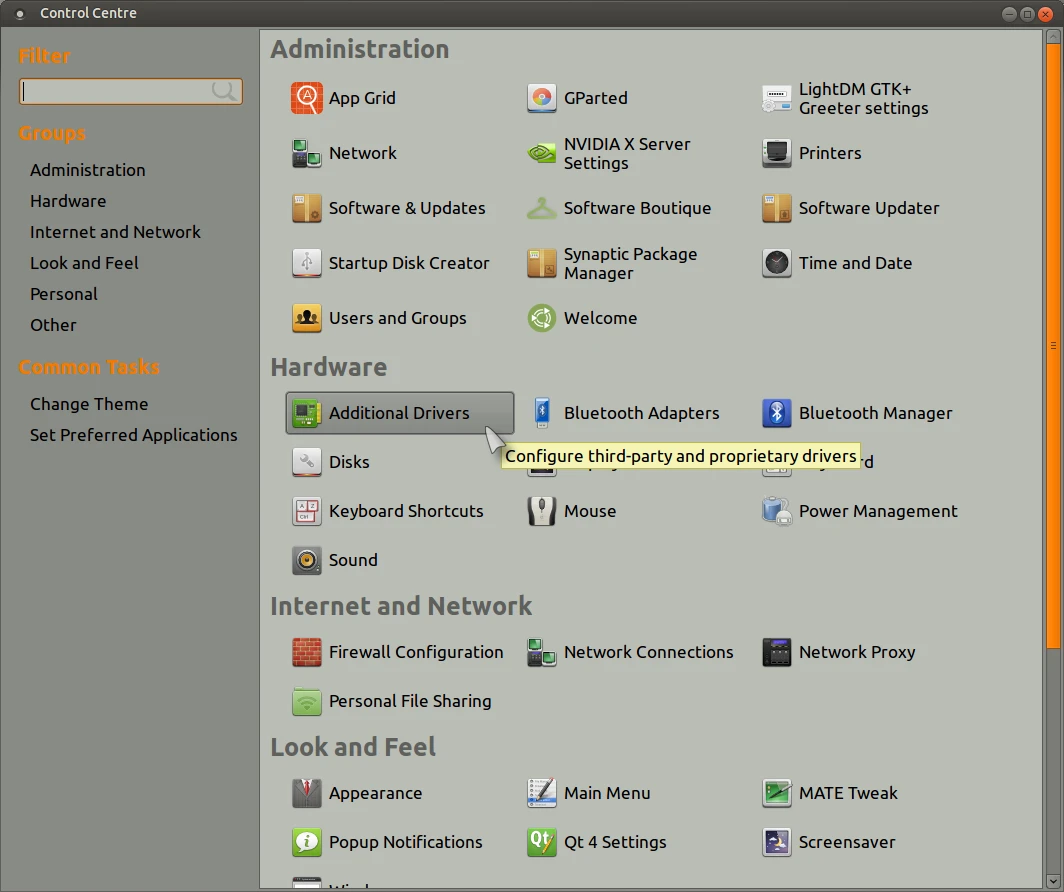 Control Centre
Filter
Groups
Administration
Hardware
Internet and Network
Look and Feel
Personal
Other
Common Tasks
Change Theme
Set Preferred Applications
Administration
App Grid
GParted
LightDM GTK+
Greeter settings
Network
NVIDIA X Server
Settings
Printers
Software & Updates
Software Boutique
Software Updater
Startup Disk Creator
Synaptic Package
Manager
Time and Date
Users and Groups
Welcome
Hardware
Additional Drivers
Bluetooth Adapters
Bluetooth Manager
Configure third-party and proprietary drivers
Disks
Keyboard Shortcuts
Mouse
Power Management
Sound
Internet and Network
Firewall Configuration
Network Connections
Network Proxy
Personal File Sharing
Look and Feel
Appearance
Main Menu
MATE Tweak
Popup Notifications
Qt 4 Settings
Screensaver